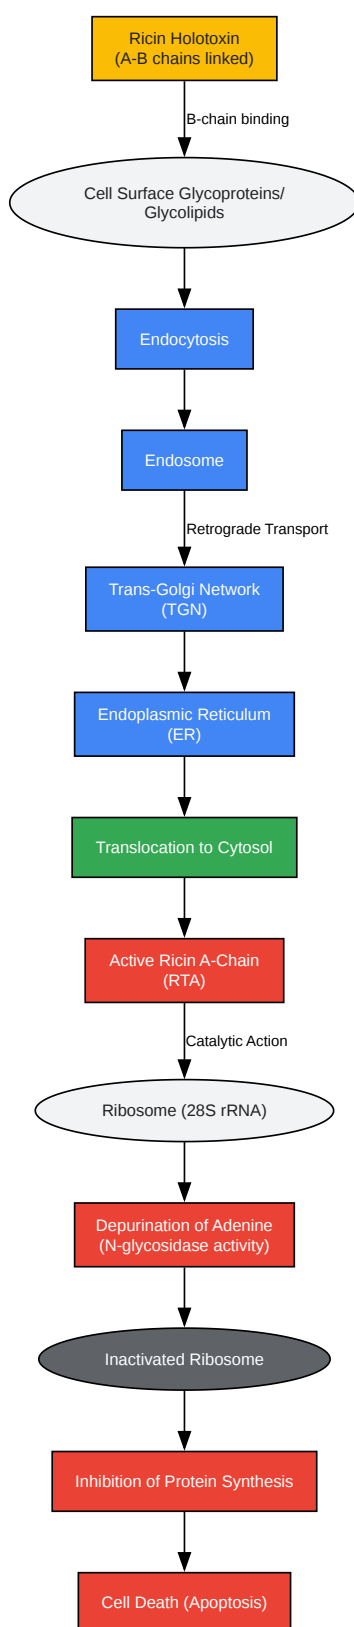 Ricin Holotoxin
(A-B chains linked)
B-chain binding
Cell Surface Glycoproteins/
Glycolipids
Endocytosis
Endosome
Retrograde Transport
Trans-Golgi Network
(TGN)
Endoplasmic Reticulum
(ER)
Translocation to Cytosol
Active Ricin A-Chain
(RTA)
Catalytic Action
Ribosome (28S rRNA)
Depurination of Adenine
(N-glycosidase activity)
Inactivated Ribosome
Inhibition of Protein Synthesis
Cell Death (Apoptosis)